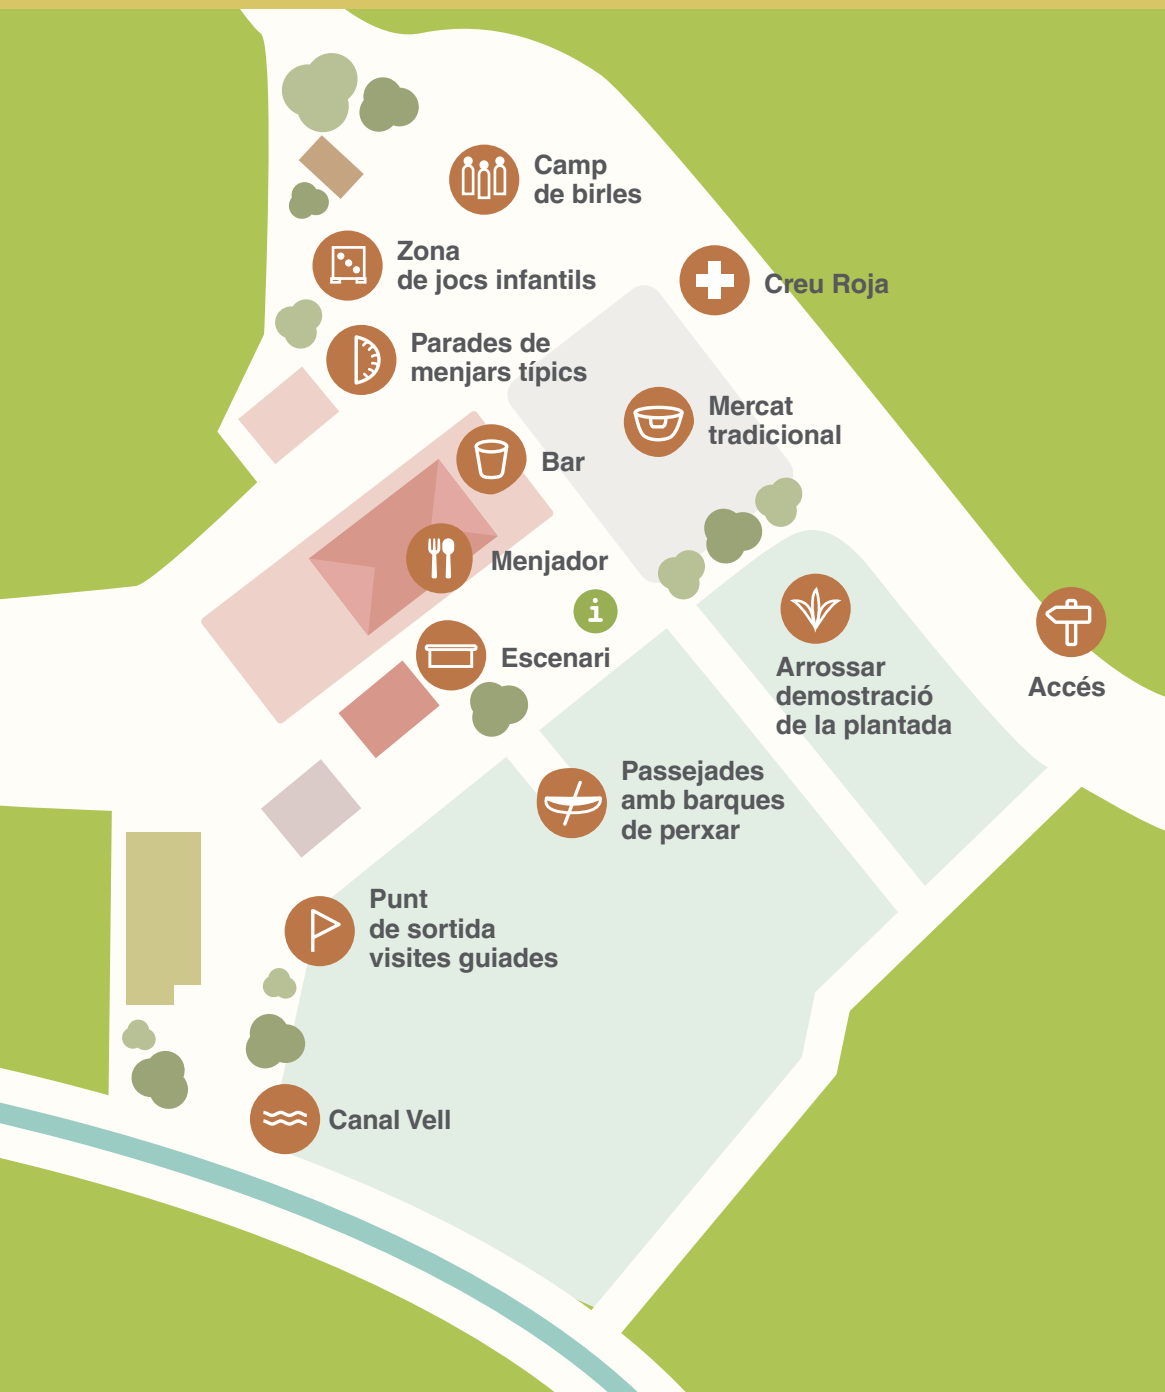 Camp
de birles
Zona
de jocs infantils
Creu Roja
Parades de
menjars típics
Mercat
tradicional
Bar
Menjador
i
Escenari
Arrossar
demostració
de la plantada
Accés
Passejades
amb barques
de perxar
Punt
de sortida
visites guiades
Canal Vell